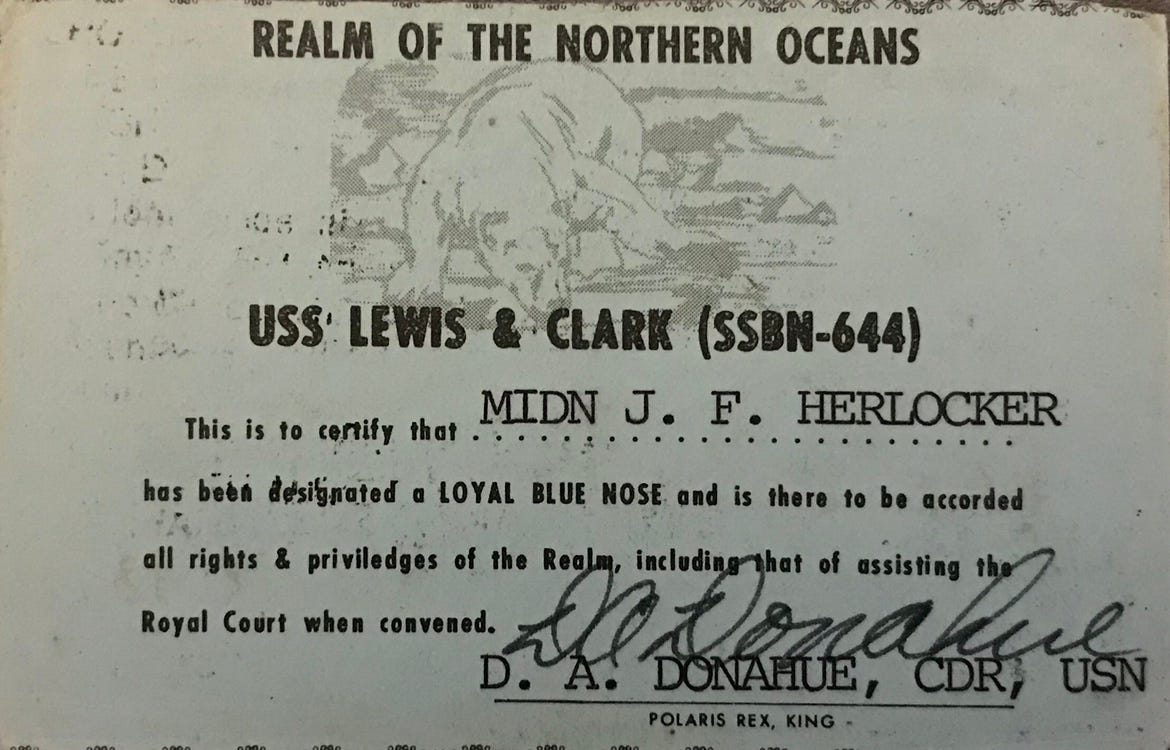 REALM OF THE NORTHERN OCEANS
USS LEWIS & CLARK (SSBN-644)
This is to certify that MIDN J. F. HERLOCKER
has been designated a LOYAL BLUE NOSE and is there to be accorded
all rights & priviledges of the Realm, including that of assisting the
Royal Court when convened.
DA Donahue
D. A. DONAHUE, CDR, USN
POLARIS REX, KING -